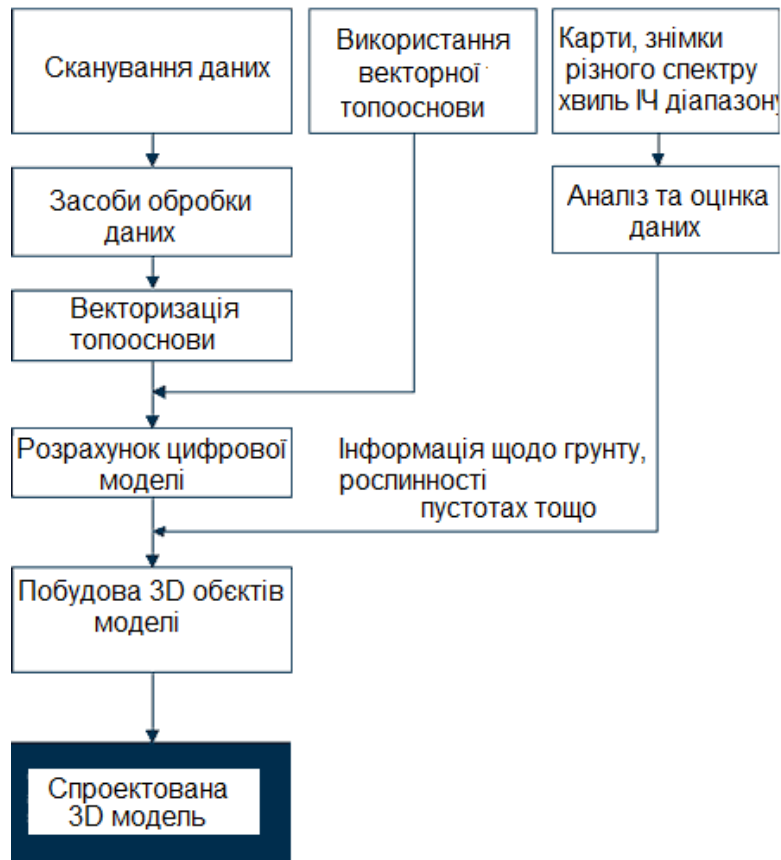 Сканування даних
Використання
векторної
топооснови
Карти, знімки
різного спектру
хвиль ІЧ діапазону
Засоби обробки
даних
Аналіз та оцінка
даних
Векторизація
топооснови
Розрахунок цифрової
моделі
Інформація щодо грунту,
рослинності
пустотах тощо
Побудова 3D обєктів
моделі
Спроектована
3D модель